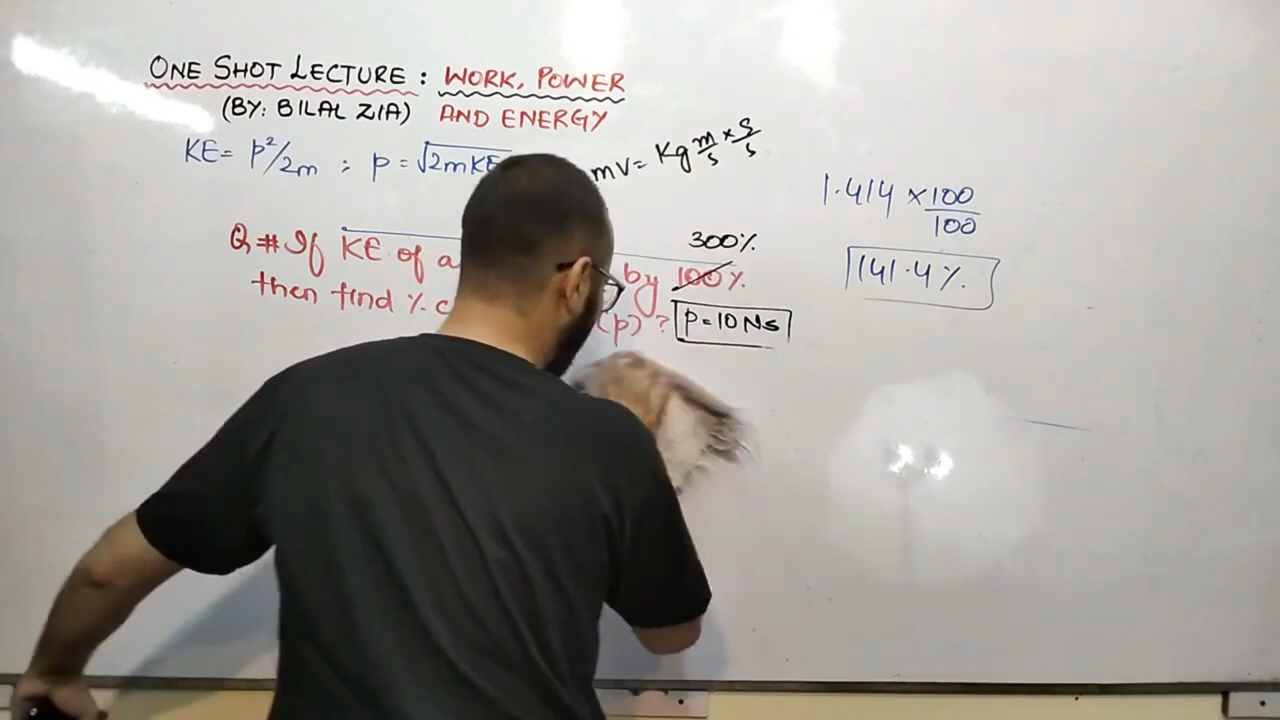 ONE SHOT LECTURE : WORK, POWER
(BY: BILAL ZIA) AND ENERGY
KE = P²/2m ; P = √2mKE
mv = Kg m/s × s/s
1.414 × 100/100
141.4 %.
300%
Q # If KE of a by 100%.
then find % c (p) ? P = 10 Ns